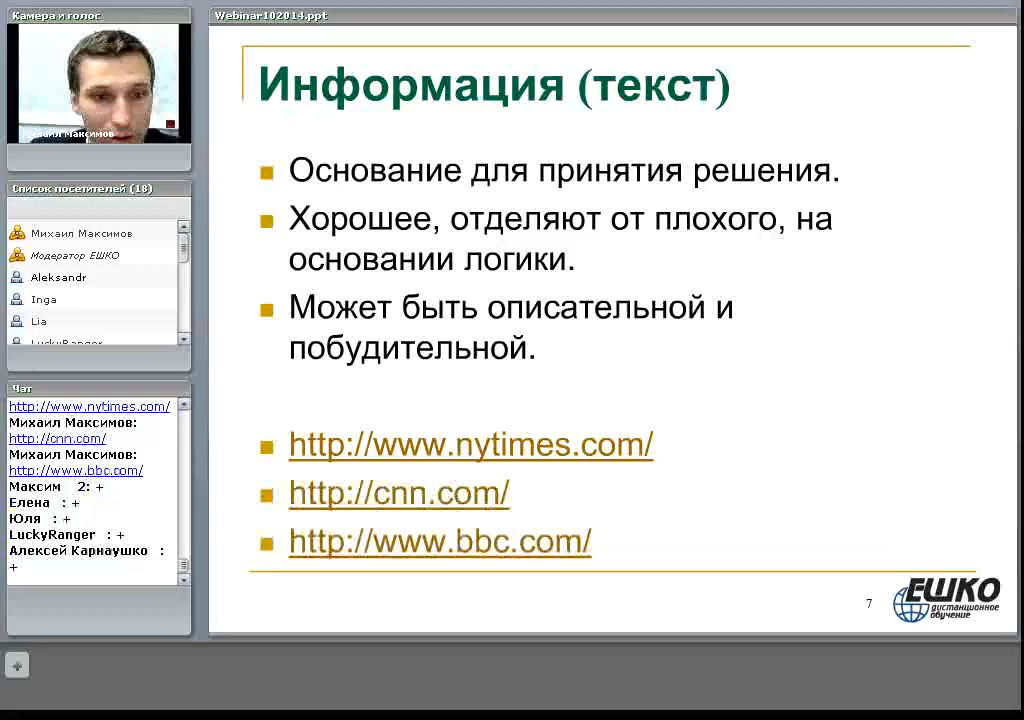 Камера и голос
Михаил Максимов
Список посетителей (18)
Михаил Максимов
Модератор ЕШКО
Aleksandr
Inga
Lia
LuckyRanger
Чат
http://www.nytimes.com/
Михаил Максимов:
http://cnn.com/
Михаил Максимов:
http://www.bbc.com/
Максим 2: +
Елена : +
Юля : +
LuckyRanger : +
Алексей Карнаушко :
+
Webinar102014.ppt
Информация (текст)
Основание для принятия решения.
Хорошее, отделяют от плохого, на
основании логики.
Может быть описательной и
побудительной.
http://www.nytimes.com/
http://cnn.com/
http://www.bbc.com/
7
ЕШКО
дистанционное
обучение